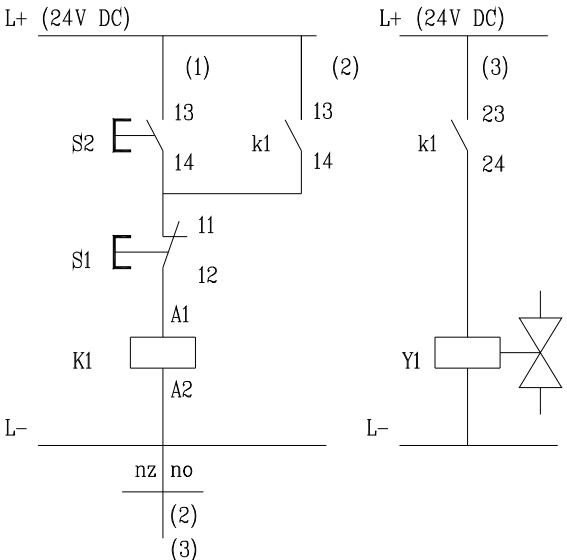 L+ (24V DC)
L+ (24V DC)
(1)
(2)
(3)
13
13
23
S2
k1
k1
14
14
24
11
S1
12
A1
K1
Y1
A2
L-
L-
nz no
(2)
(3)